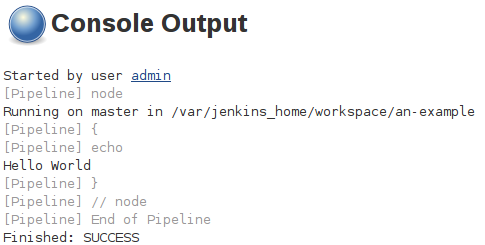 Console Output
Started by user admin
[Pipeline] node
Running on master in /var/jenkins_home/workspace/an-example
[Pipeline] {
[Pipeline] echo
Hello World
[Pipeline] }
[Pipeline] // node
[Pipeline] End of Pipeline
Finished: SUCCESS